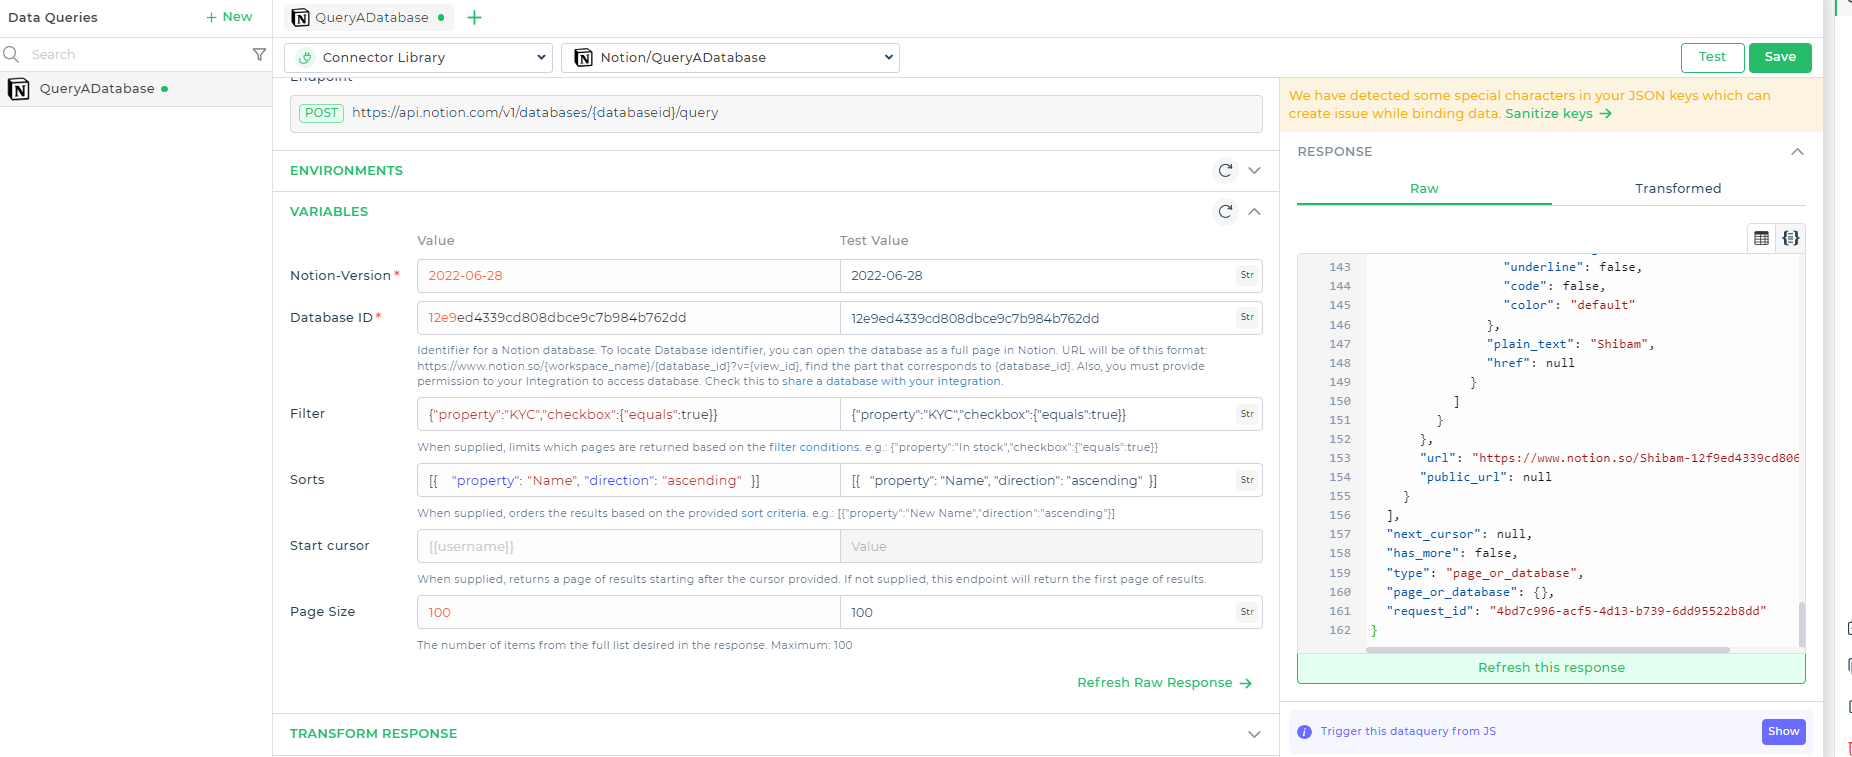 Data Queries
+ New
Search
QueryADatabase
QueryADatabase
Connector Library
Notion/QueryADatabase
Test
Save
Endpoint
POST https://api.notion.com/v1/databases/{databaseid}/query
ENVIRONMENTS
VARIABLES
Value
Test Value
Notion-Version*
2022-06-28
2022-06-28
Str
Database ID*
12e9ed4339cd808dbce9c7b984b762dd
12e9ed4339cd808dbce9c7b984b762dd
Str
Identifier for a Notion database. To locate Database identifier, you can open the database as a full page in Notion. URL will be of this format:
https://www.notion.so/{workspace_name}/{database_id}?v={view_id}, find the part that corresponds to {database_id}. Also, you must provide
permission to your Integration to access database. Check this to share a database with your integration.
Filter
{"property":"KYC","checkbox":{"equals":true}}
{"property":"KYC","checkbox":{"equals":true}}
Str
When supplied, limits which pages are returned based on the filter conditions. e.g.: {"property":"In stock","checkbox":{"equals":true}}
Sorts
[{ "property": "Name", "direction": "ascending" }]
[{ "property": "Name", "direction": "ascending" }]
Str
When supplied, orders the results based on the provided sort criteria. e.g.: [{"property":"New Name","direction":"ascending"}]
Start cursor
{{username}}
Value
When supplied, returns a page of results starting after the cursor provided. If not supplied, this endpoint will return the first page of results.
Page Size
100
100
Str
The number of items from the full list desired in the response. Maximum: 100
Refresh Raw Response →
TRANSFORM RESPONSE
We have detected some special characters in your JSON keys which can
create issue while binding data. Sanitize keys →
RESPONSE
Raw
Transformed
143 "underline": false,
144 "code": false,
145 "color": "default"
146 },
147 "plain_text": "Shibam",
148 "href": null
149 }
150 ]
151 }
152 },
153 "url": "https://www.notion.so/Shibam-12f9ed4339cd806
154 "public_url": null
155 }
156 ],
157 "next_cursor": null,
158 "has_more": false,
159 "type": "page_or_database",
160 "page_or_database": {},
161 "request_id": "4bd7c996-acf5-4d13-b739-6dd95522b8dd"
162 }
Refresh this response
Trigger this dataquery from JS
Show